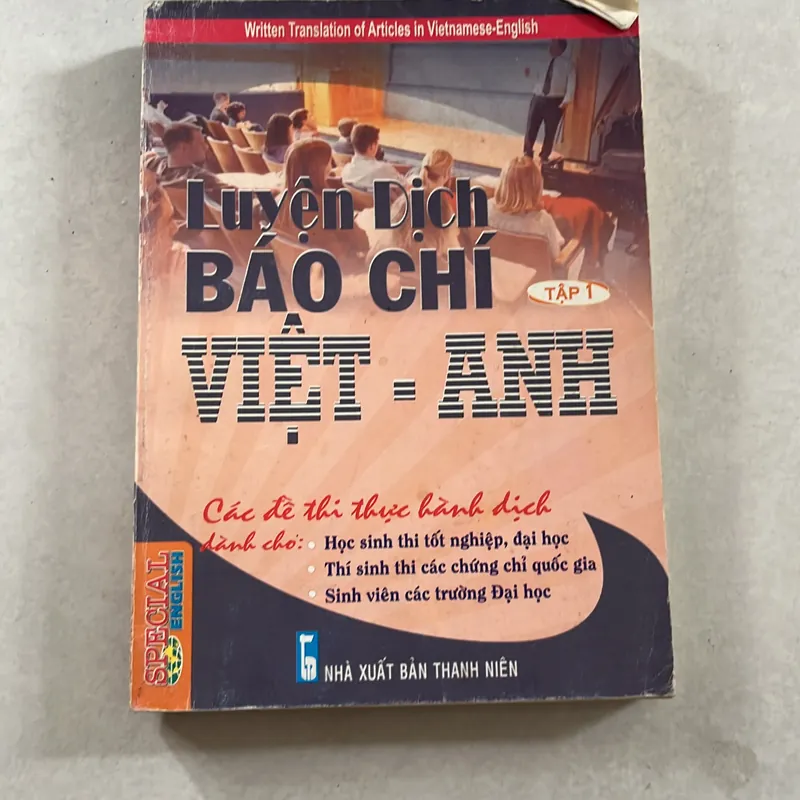 Written Translation of Articles in Vietnamese-English
Luyện Dịch
BÁO CHÍ
TẬP 1
VIỆT - ANH
Các đề thi thực hành dịch
dành cho:
• Học sinh thi tốt nghiệp, đại học
• Thí sinh thi các chứng chỉ quốc gia
• Sinh viên các trường Đại học
SPECIAL
ENGLISH
NHÀ XUẤT BẢN THANH NIÊN